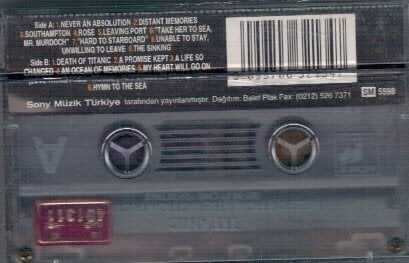 Side A: 1.NEVER AN ABSOLUTION 2.DISTANT MEMORIES
3.SOUTHAMPTON 4.ROSE 5.LEAVING PORT 6."TAKE HER TO SEA,
MR. MURDOCH" 7."HARD TO STARBOARD" 8.UNABLE TO STAY,
UNWILLING TO LEAVE 9.THE SINKING
Side B: 1.DEATH OF TITANIC 2.A PROMISE KEPT 3.A LIFE SO
CHANGED 4.AN OCEAN OF MEMORIES 5.MY HEART WILL GO ON
6.HYMN TO THE SEA
Sony Müzik Türkiye tarafından yayınlanmıştır. Dağıtım: Balet Plak Fax: (0212) 526 7371
SM 5598
A
401311